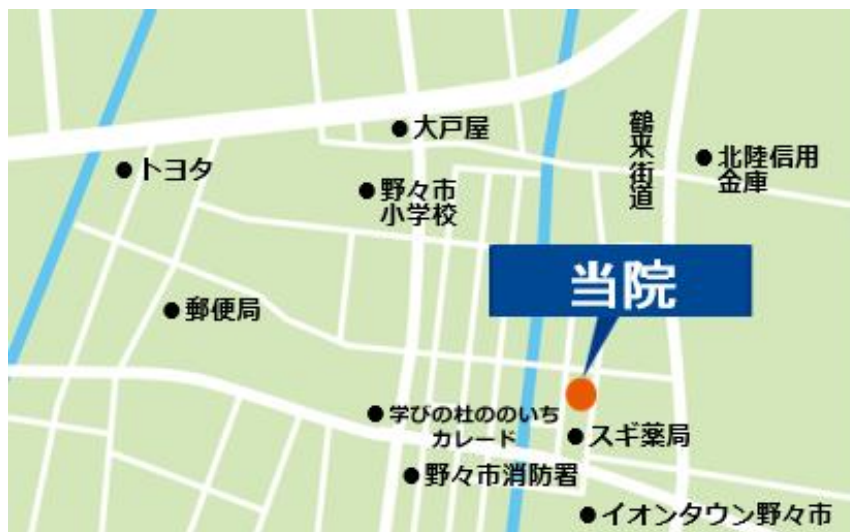 大戸屋
トヨタ
野々市
小学校
鶴来街道
北陸信用
金庫
当院
郵便局
学びの杜ののいち
カレード
スギ薬局
野々市消防署
イオンタウン野々市